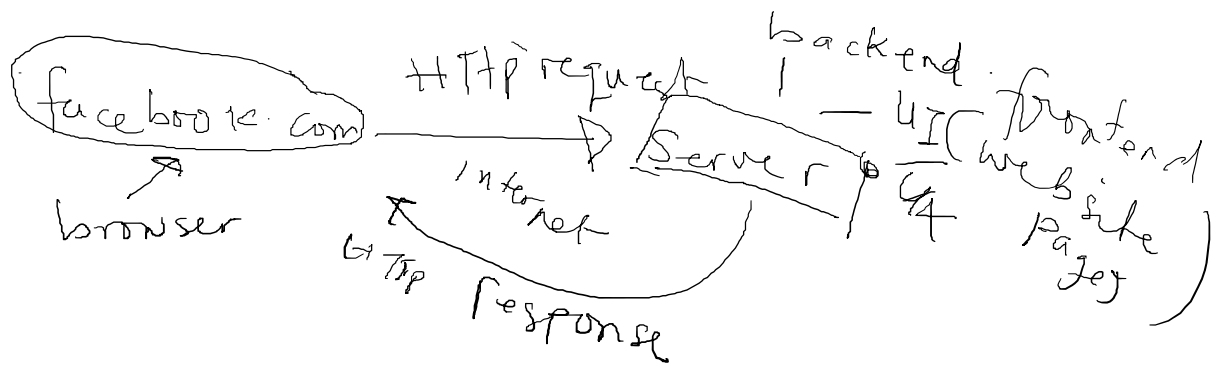 facebook.com
browser
HTTp request
Internet
HTTp
response
Server
backend
UI (website
frontend
pages)